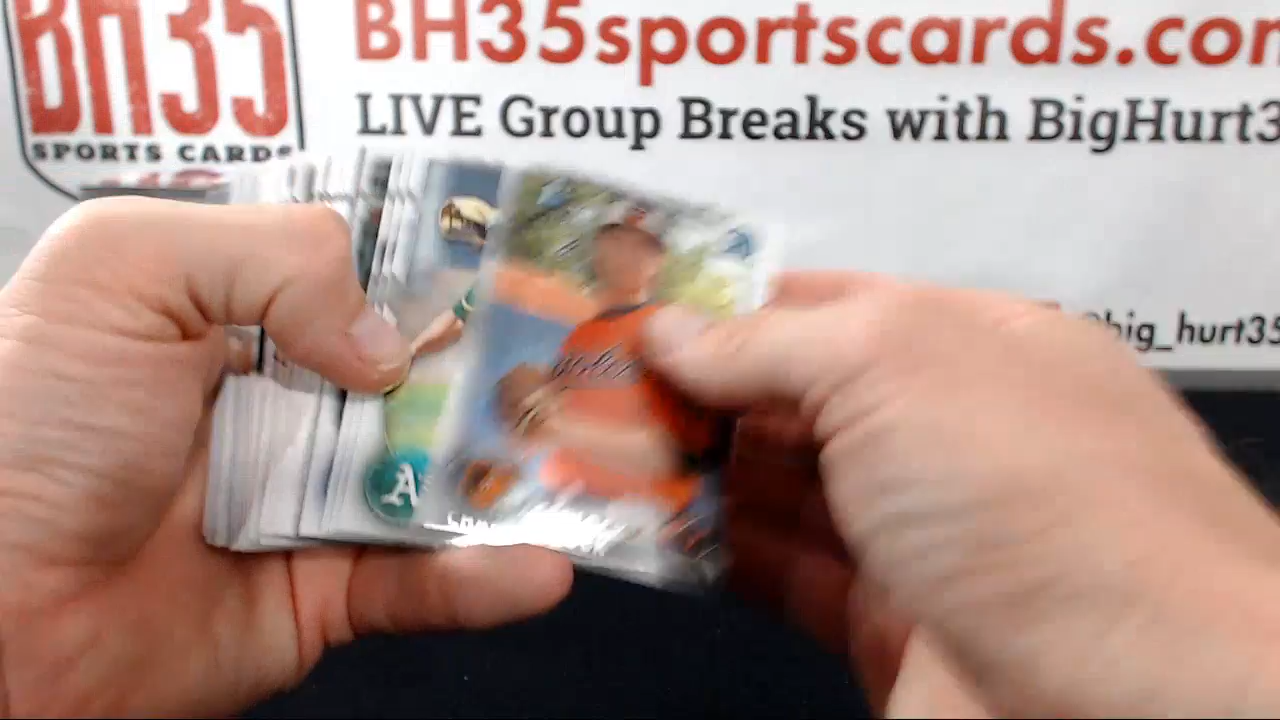 BH35
SPORTS CARDS
BH35sportscards.com
LIVE Group Breaks with BigHurt3
@big_hurt35
A